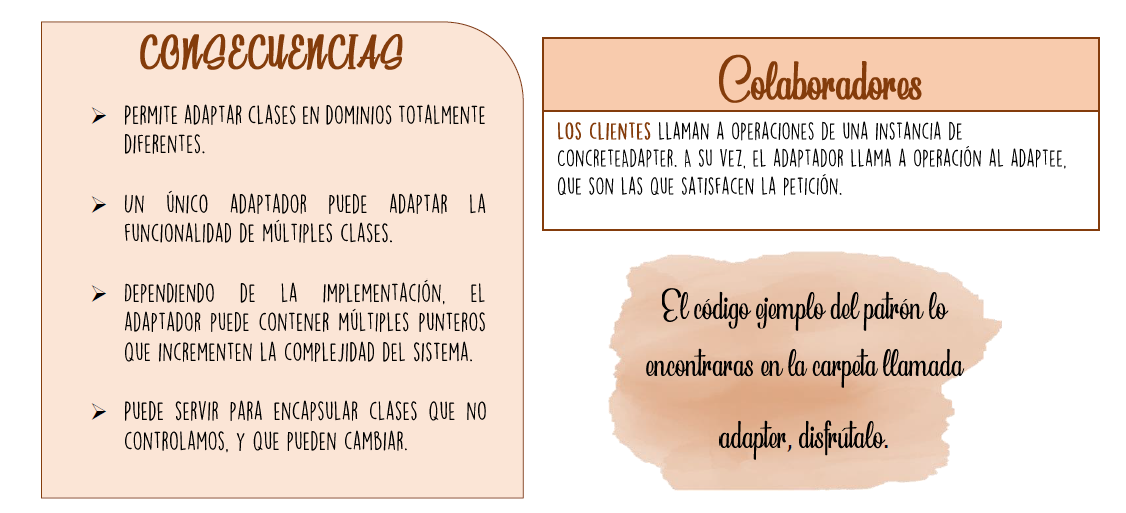 CONSECUENCIAS
PERMITE ADAPTAR CLASES EN DOMINIOS TOTALMENTE
DIFERENTES.
UN ÚNICO ADAPTADOR PUEDE ADAPTAR LA
FUNCIONALIDAD DE MÚLTIPLES CLASES.
DEPENDIENDO DE LA IMPLEMENTACIÓN, EL
ADAPTADOR PUEDE CONTENER MÚLTIPLES PUNTEROS
QUE INCREMENTEN LA COMPLEJIDAD DEL SISTEMA.
PUEDE SERVIR PARA ENCAPSULAR CLASES QUE NO
CONTROLAMOS, Y QUE PUEDEN CAMBIAR.
Colaboradores
LOS CLIENTES LLAMAN A OPERACIONES DE UNA INSTANCIA DE
CONCRETEADAPTER. A SU VEZ, EL ADAPTADOR LLAMA A OPERACIÓN AL ADAPTEE,
QUE SON LAS QUE SATISFACEN LA PETICIÓN.
El código ejemplo del patrón lo
encontraras en la carpeta llamada
adapter, disfrútalo.